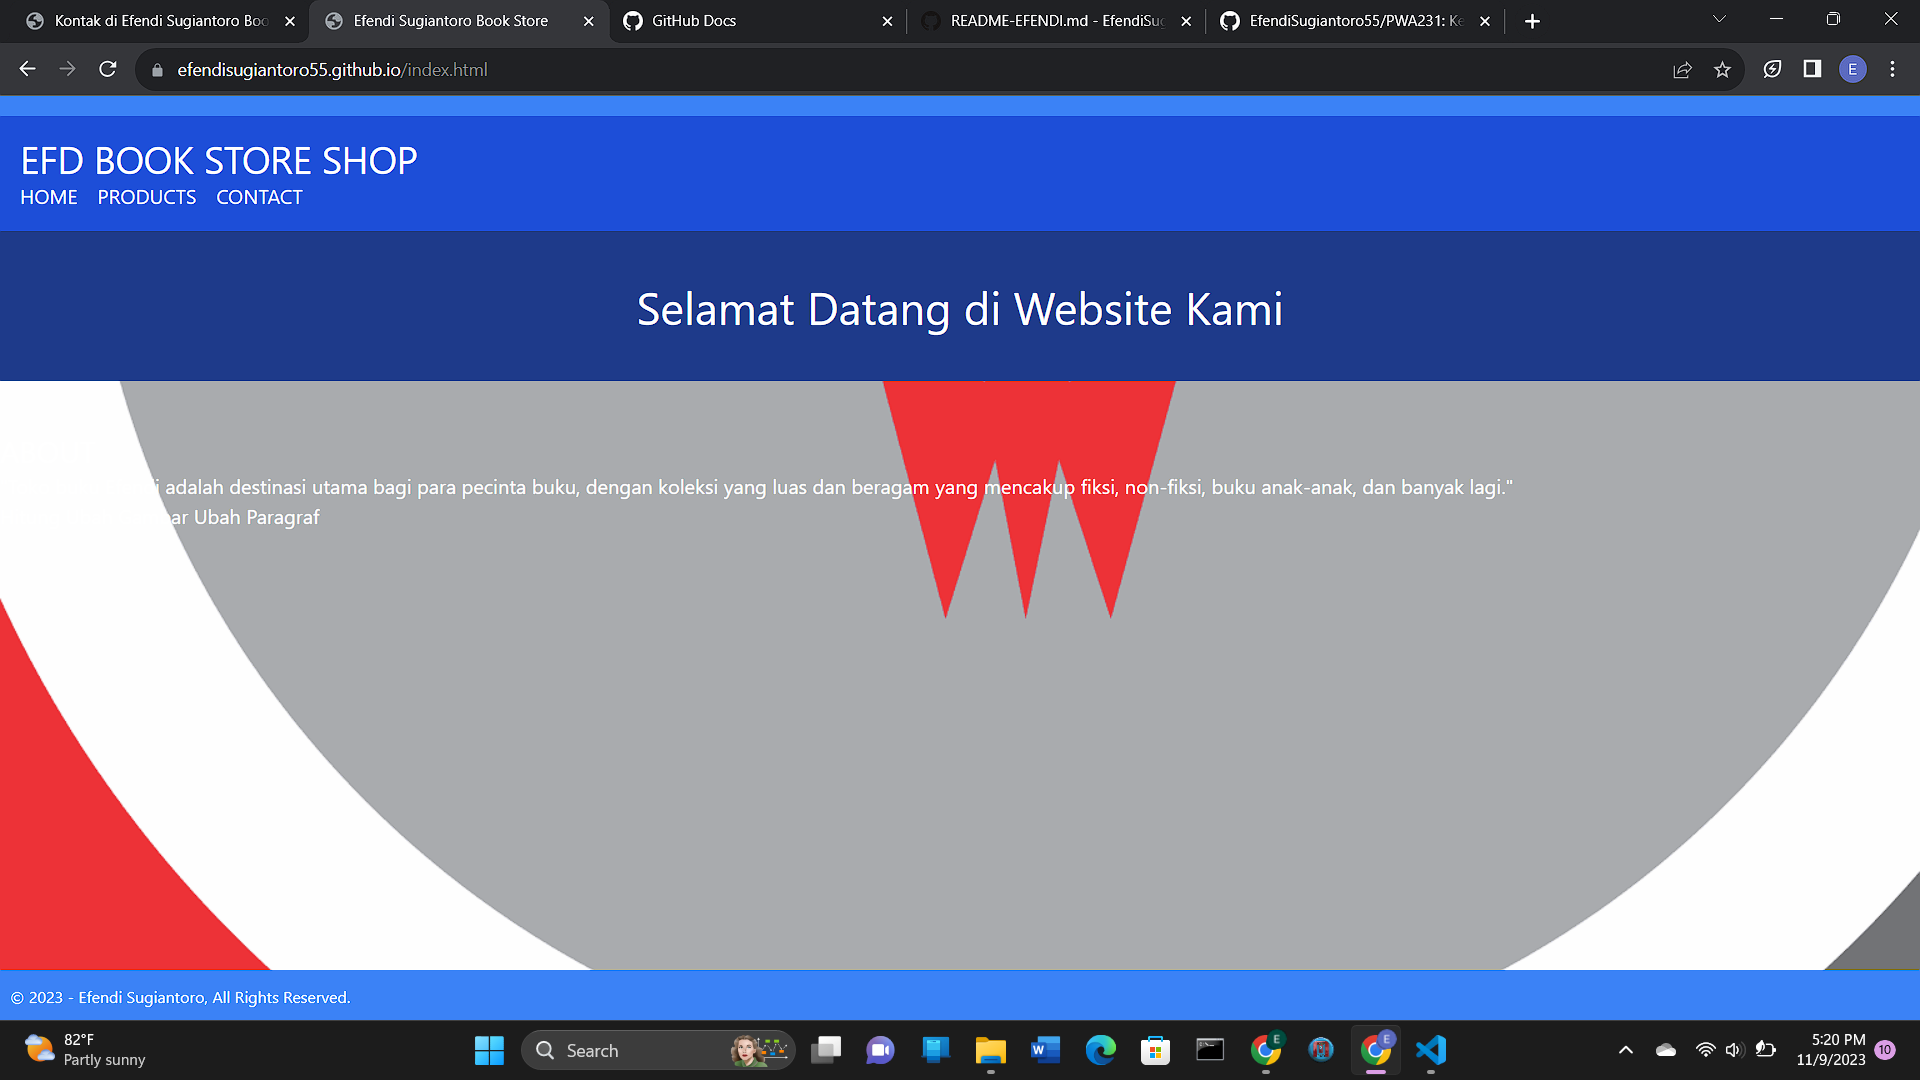 Kontak di Efendi Sugiantoro Boo
Efendi Sugiantoro Book Store
GitHub Docs
README-EFENDI.md - EfendiSug
EfendiSugiantoro55/PWA231: Ke
efendisugiantoro55.github.io/index.html
E
EFD BOOK STORE SHOP
HOME PRODUCTS CONTACT
Selamat Datang di Website Kami
adalah destinasi utama bagi para pecinta buku, dengan koleksi yang luas dan beragam yang mencakup fiksi, non-fiksi, buku anak-anak, dan banyak lagi."
Ubah Paragraf
© 2023 - Efendi Sugiantoro, All Rights Reserved.
82°F
Partly sunny
Search
5:20 PM
11/9/2023
10